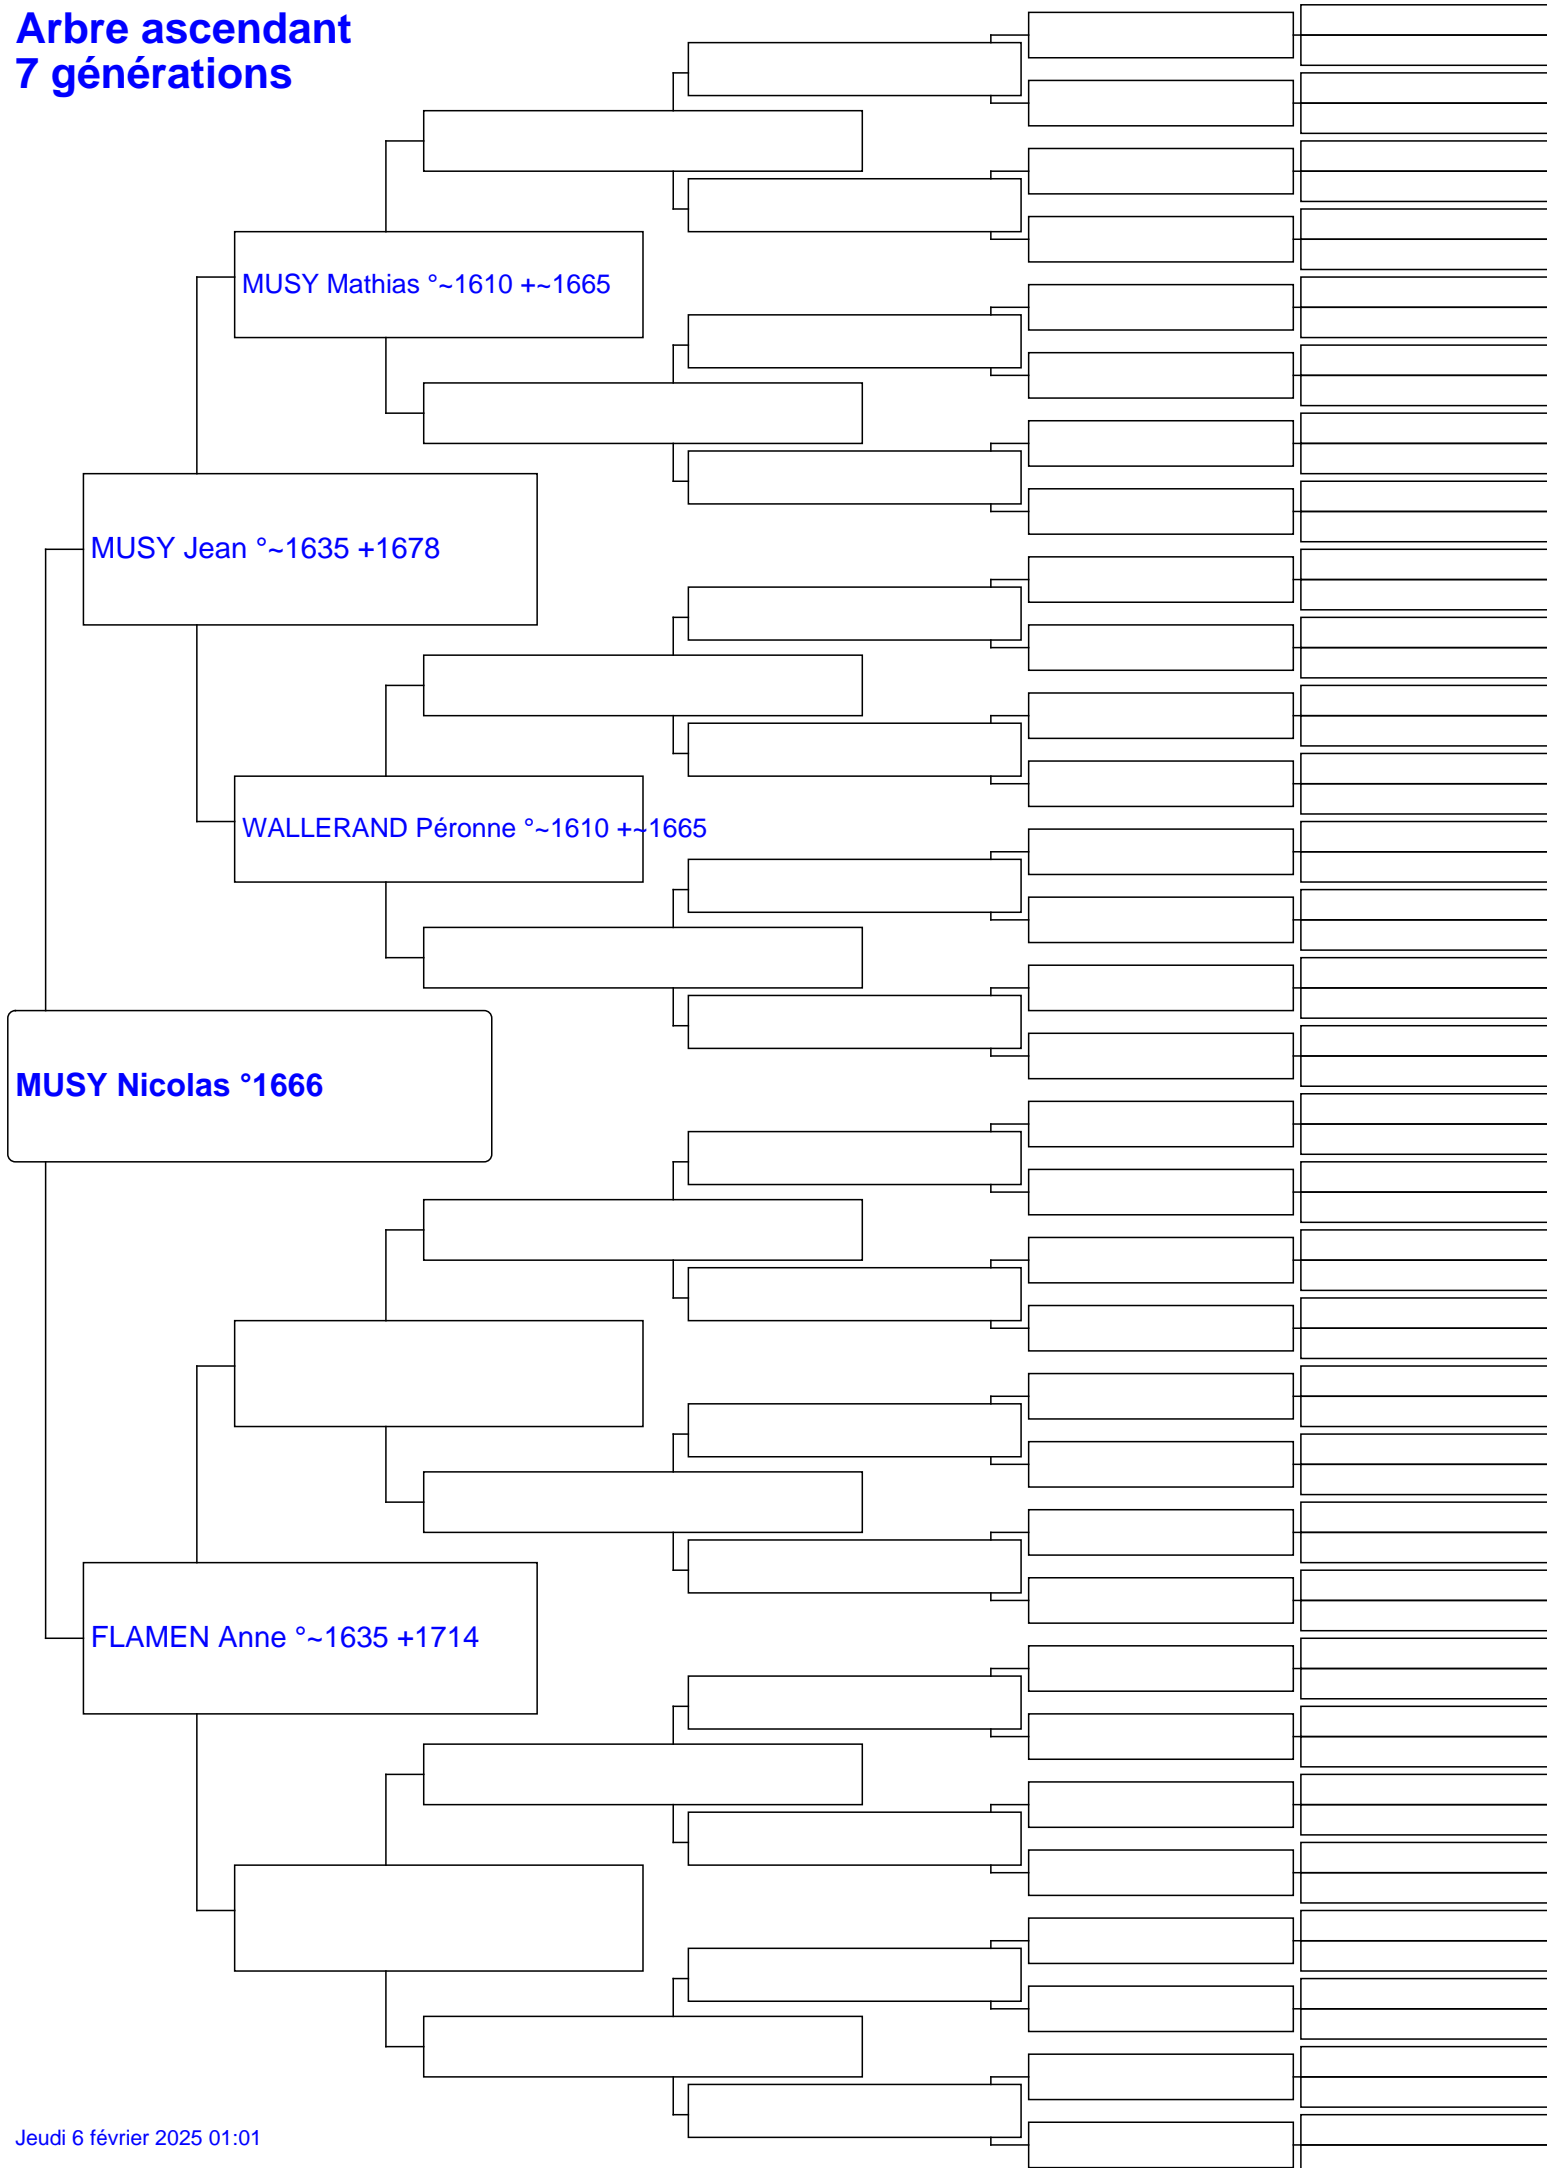 Arbre ascendant
7 générations
MUSY Mathias °~1610 +~1665
MUSY Jean °~1635 +1678
WALLERAND Péronne °~1610 +~1665
MUSY Nicolas °1666
FLAMEN Anne °~1635 +1714
Jeudi 6 février 2025 01:01